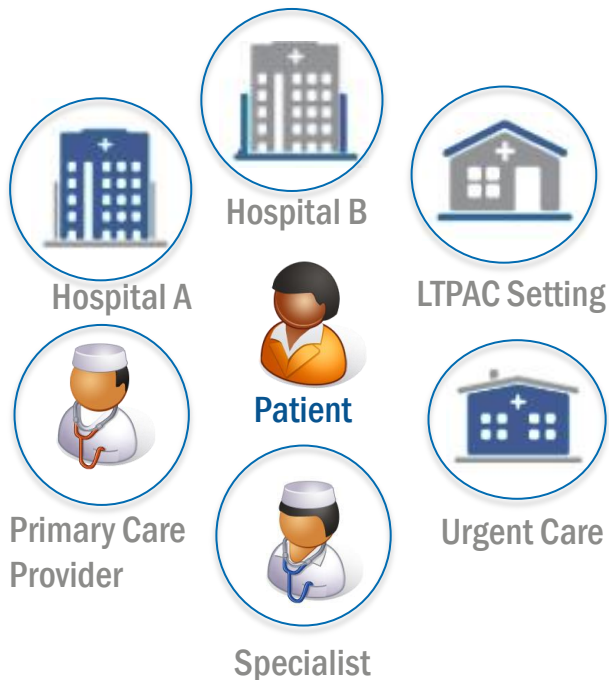 Hospital B
Hospital A
LTPAC Setting
Patient
Primary Care
Provider
Urgent Care
Specialist